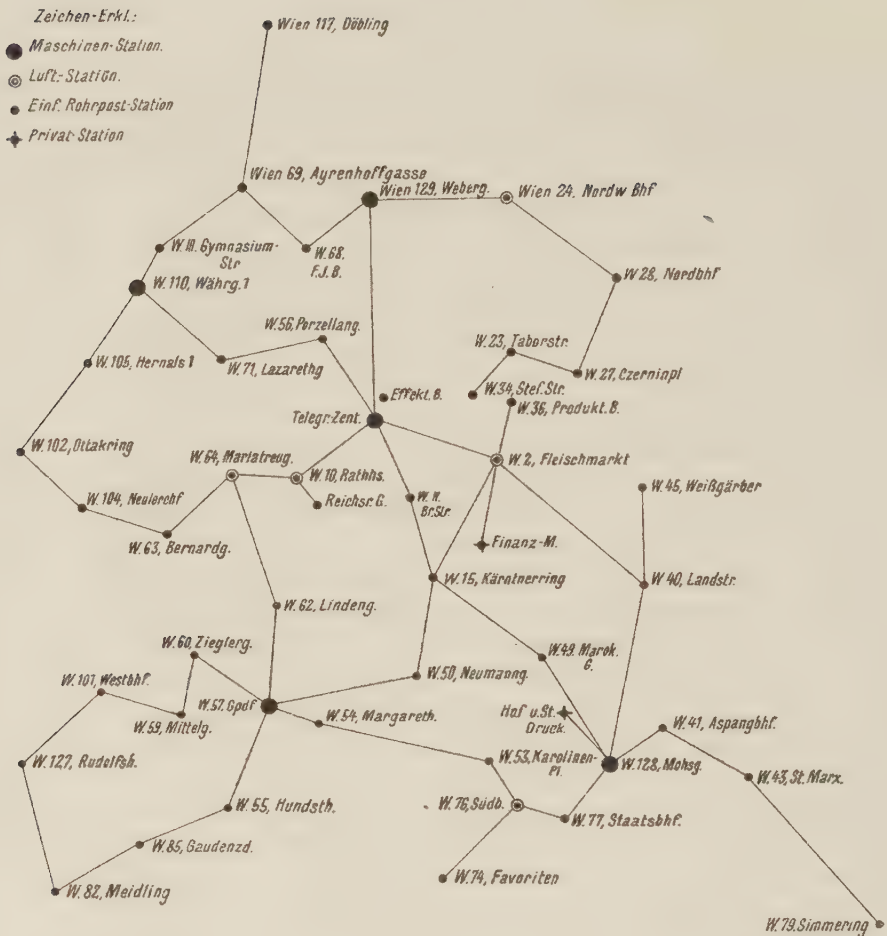 Zeichen-Erkl.:
Maschinen-Station.
Luft-Station.
Einf. Rohrpost-Station
Privat-Station
Wien 117, Döbling
Wien 69, Ayrenhoffgasse
Wien 129, Weberg.
Wien 24, Nordw Bhf
W. 18. Gymnasium-
Str
W. 68.
F.J.B.
W. 28, Nordbhf
W. 110, Währg. 1
W. 56, Porzellang.
W. 23, Taborstr.
W. 105, Hernals 1
W. 71, Lazarethg
W. 27, Czerninpl
W. 34, Stef. Str.
Effekt. B.
W. 36, Produkt. B.
Telegr.-Zent.
W. 102, Ottakring
W. 64, Mariatreug.
W. 2, Fleischmarkt
W. 10, Rathhs.
W. 45, Weißgärber
W. 104, Neulerchf
Reichsr. G.
W. 11.
Br. Str.
W. 63, Bernardg.
Finanz-M.
W. 15, Kärntnerring
W. 40, Landstr.
W. 62, Lindeng.
W. 60, Zieglerg.
W. 49. Marok.
G.
W. 101, Westbhf.
W. 50, Neumanng.
W. 57. Gpdf
W. 54, Margareth.
Hof u. St.
Druck.
W. 41, Aspangbhf.
W. 59, Mittelg.
W. 127, Rudolfsh.
W. 53, Karolinen-
Pl.
W. 128, Mohsg.
W. 43, St. Marx.
W. 55, Hundsth.
W. 76, Südb.
W. 77, Staatsbhf.
W. 85, Gaudenzd.
W. 82, Meidling
W. 74, Favoriten
W. 79. Simmering